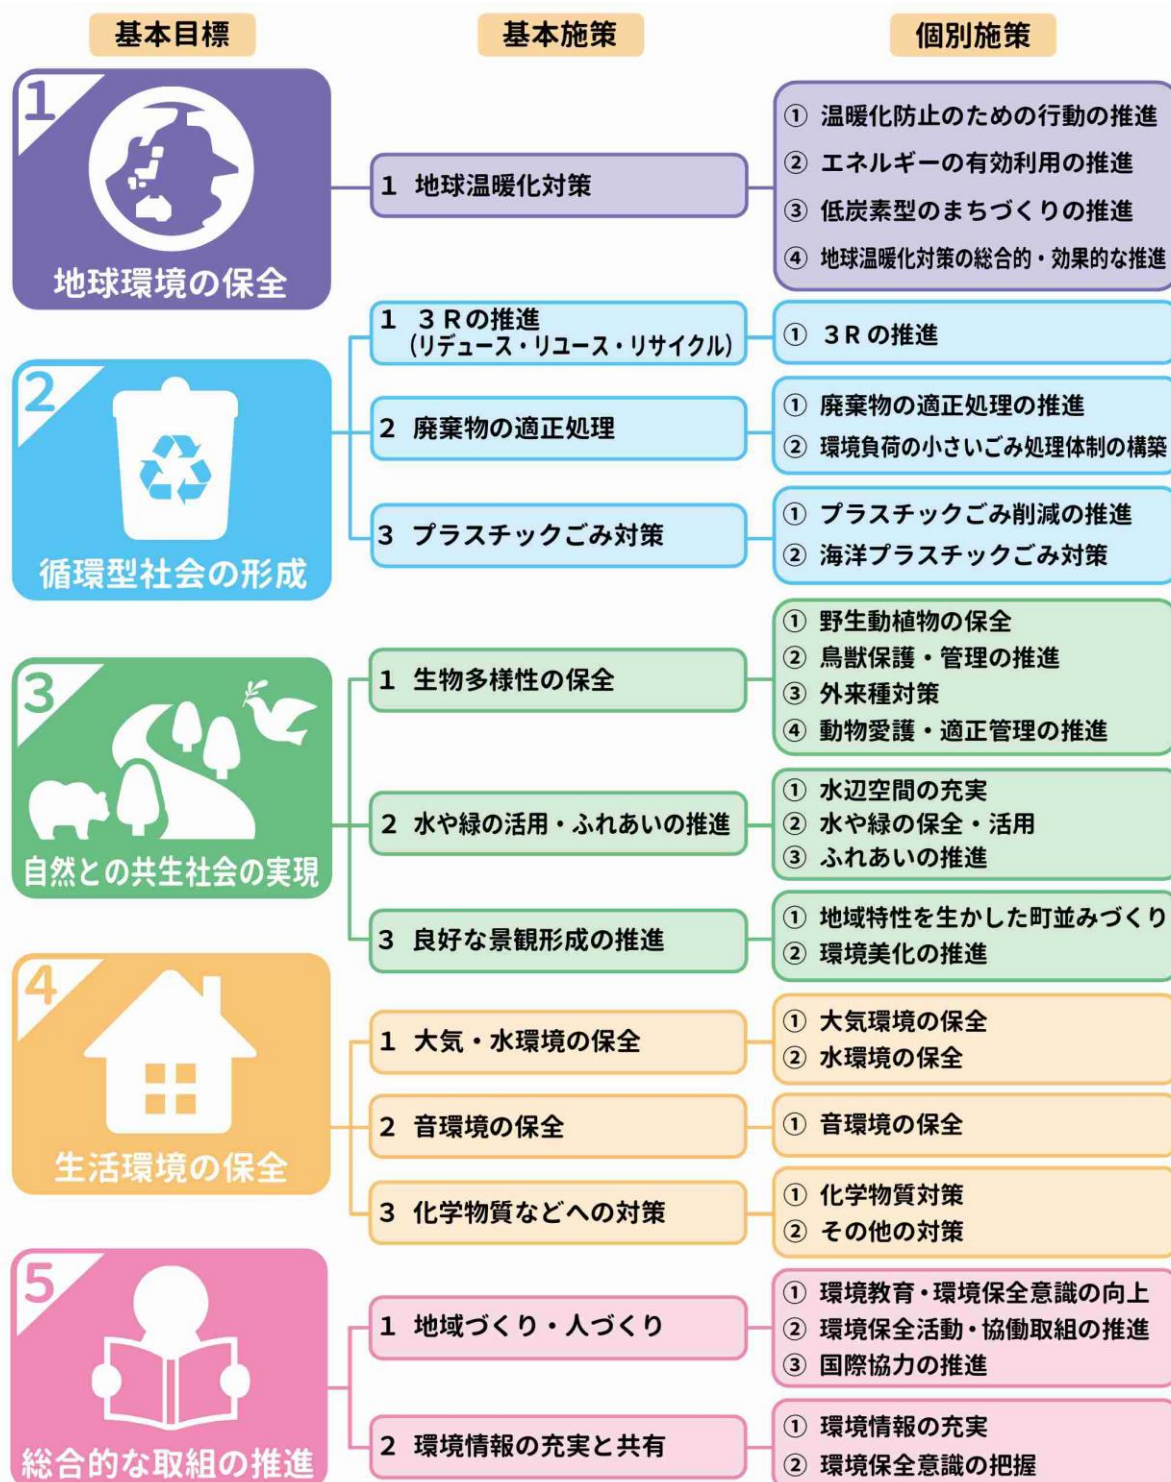 基本目標
基本施策
個別施策
1
地球環境の保全
1 地球温暖化対策
① 温暖化防止のための行動の推進
② エネルギーの有効利用の推進
③ 低炭素型のまちづくりの推進
④ 地球温暖化対策の総合的・効果的な推進
2
循環型社会の形成
1 3Rの推進
(リデュース・リユース・リサイクル)
① 3Rの推進
2 廃棄物の適正処理
① 廃棄物の適正処理の推進
② 環境負荷の小さいごみ処理体制の構築
3 プラスチックごみ対策
① プラスチックごみ削減の推進
② 海洋プラスチックごみ対策
3
自然との共生社会の実現
1 生物多様性の保全
① 野生動植物の保全
② 鳥獣保護・管理の推進
③ 外来種対策
④ 動物愛護・適正管理の推進
2 水や緑の活用・ふれあいの推進
① 水辺空間の充実
② 水や緑の保全・活用
③ ふれあいの推進
3 良好な景観形成の推進
① 地域特性を生かした町並みづくり
② 環境美化の推進
4
生活環境の保全
1 大気・水環境の保全
① 大気環境の保全
② 水環境の保全
2 音環境の保全
① 音環境の保全
3 化学物質などへの対策
① 化学物質対策
② その他の対策
5
総合的な取組の推進
1 地域づくり・人づくり
① 環境教育・環境保全意識の向上
② 環境保全活動・協働取組の推進
③ 国際協力の推進
2 環境情報の充実と共有
① 環境情報の充実
② 環境保全意識の把握